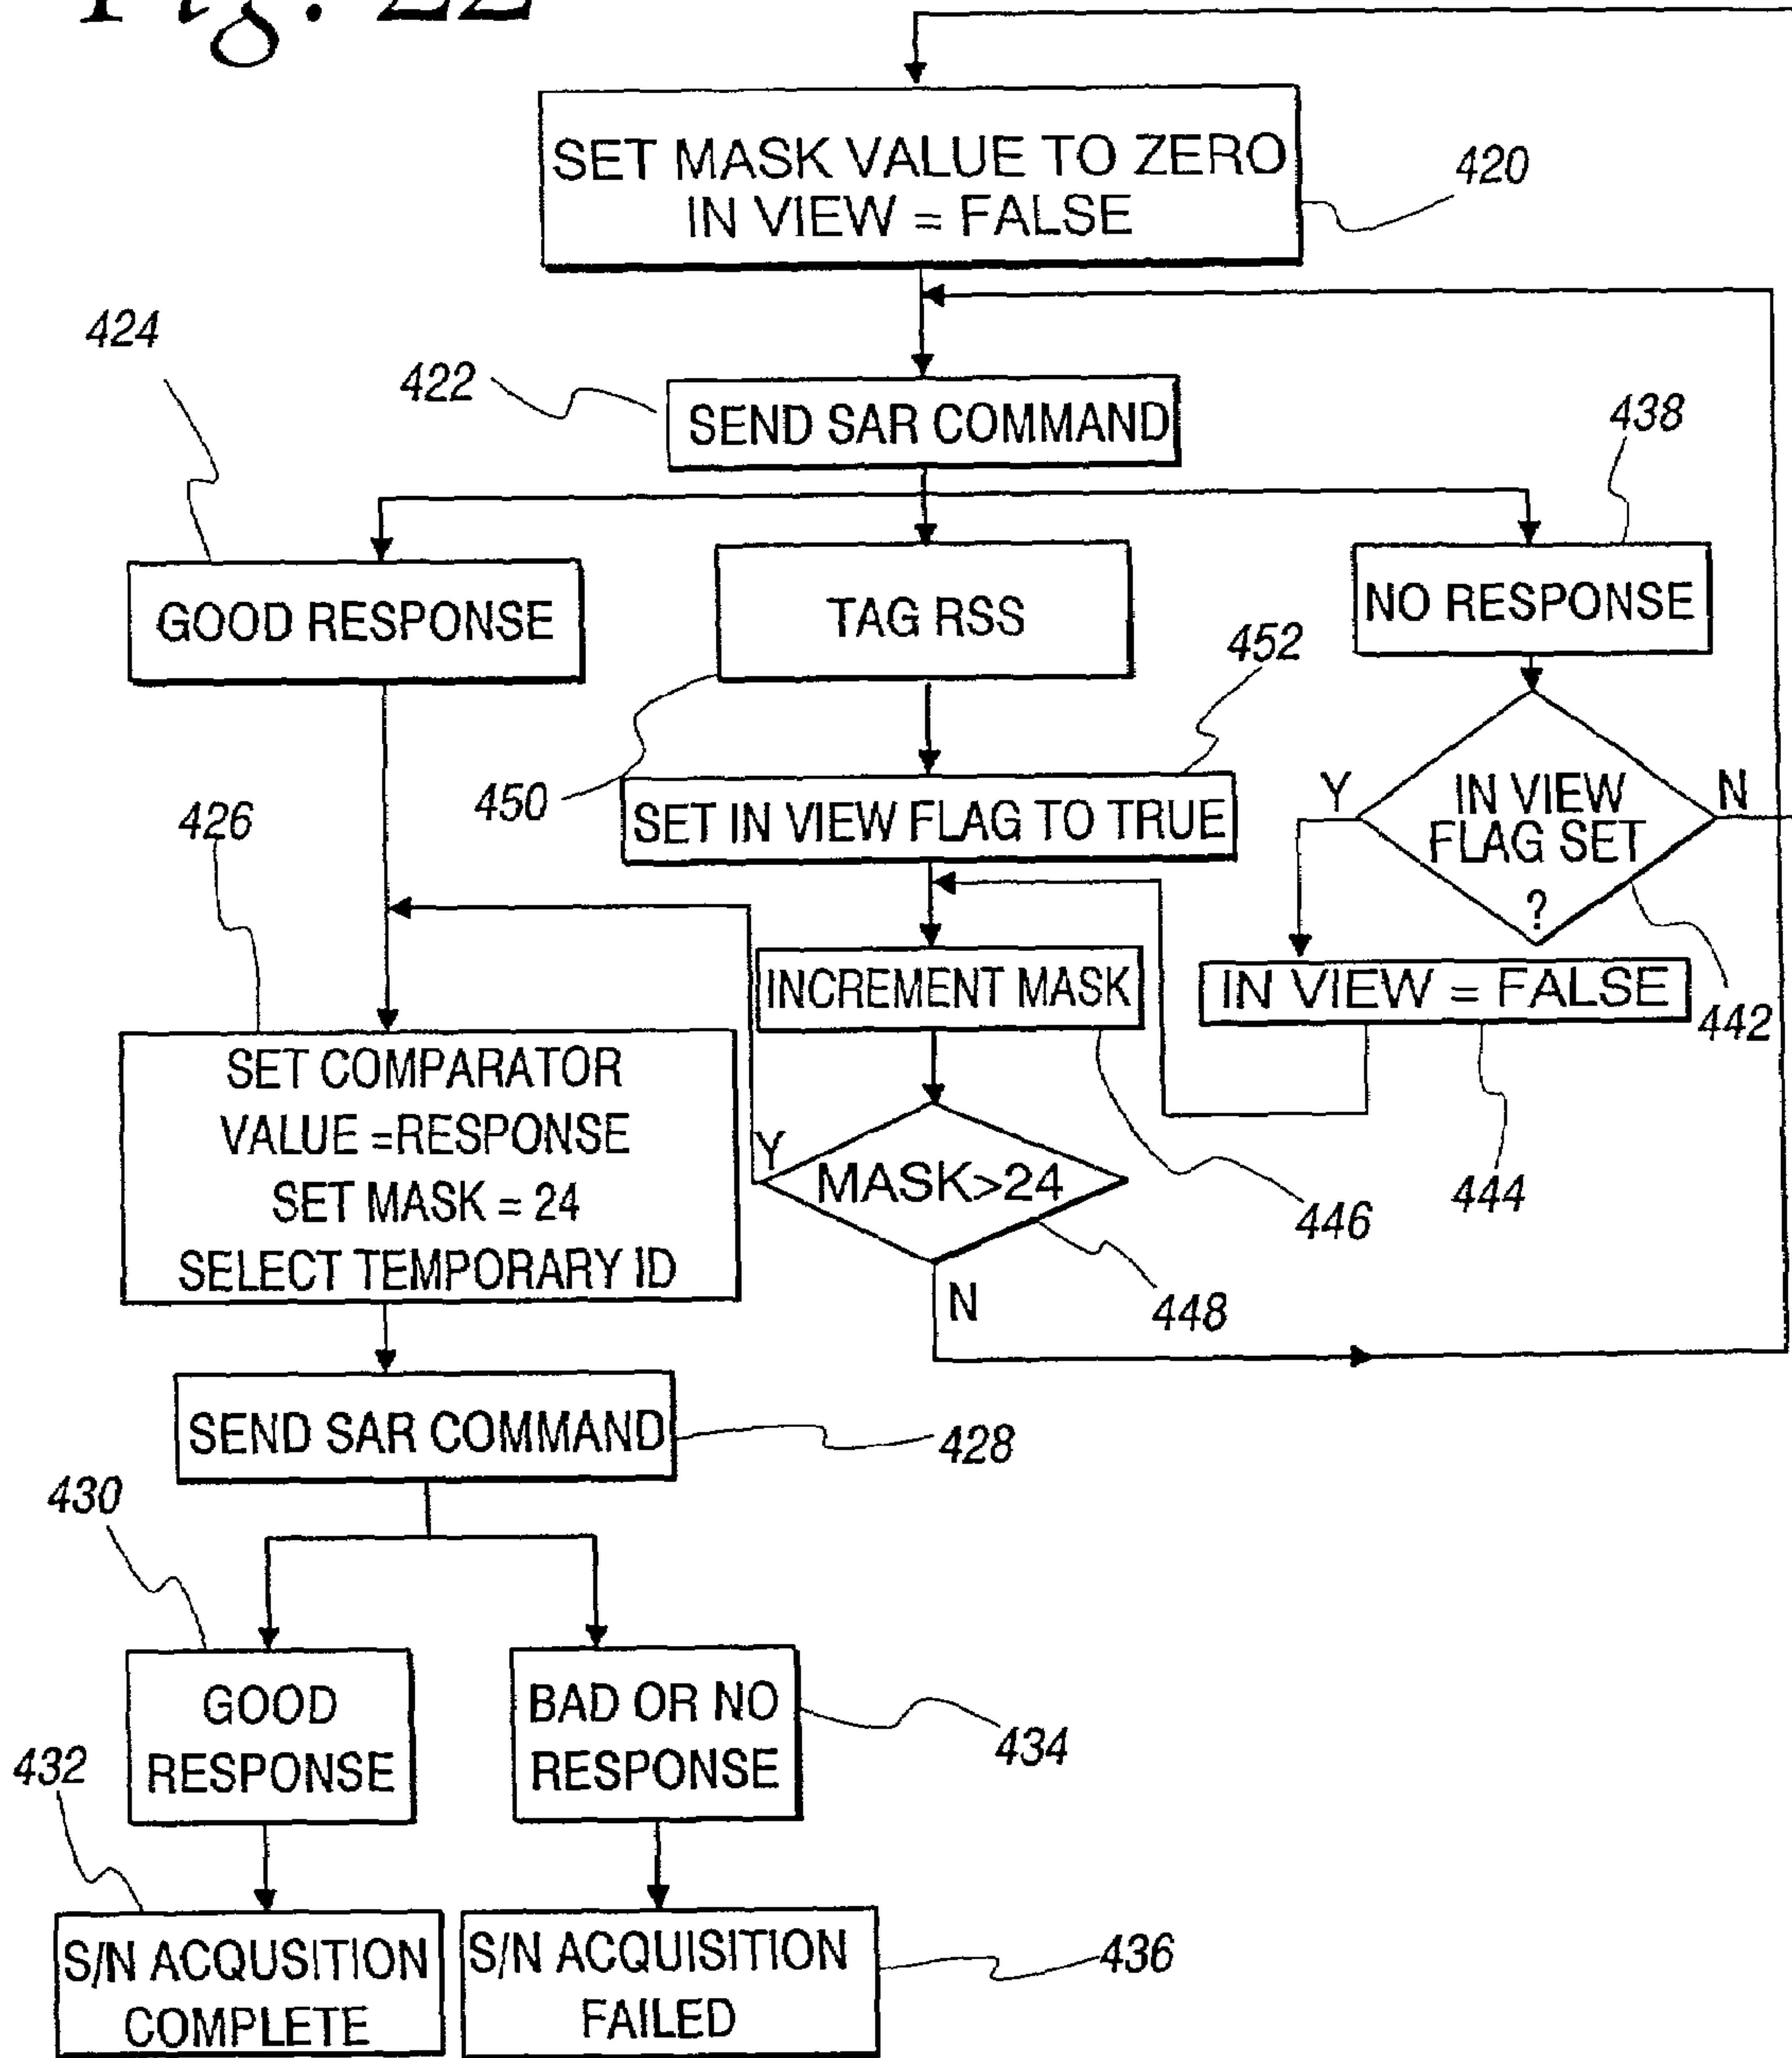 Fig. 22
SET MASK VALUE TO ZERO
IN VIEW = FALSE
420
424
422
SEND SAR COMMAND
438
GOOD RESPONSE
TAG RSS
NO RESPONSE
452
450
SET IN VIEW FLAG TO TRUE
Y
IN VIEW
FLAG SET
?
N
426
INCREMENT MASK
IN VIEW = FALSE
442
SET COMPARATOR
VALUE =RESPONSE
SET MASK = 24
SELECT TEMPORARY ID
Y
MASK>24
446
444
N
448
SEND SAR COMMAND
428
430
GOOD
RESPONSE
BAD OR NO
RESPONSE
434
432
S/N ACQUSITION
COMPLETE
S/N ACQUISITION
FAILED
436